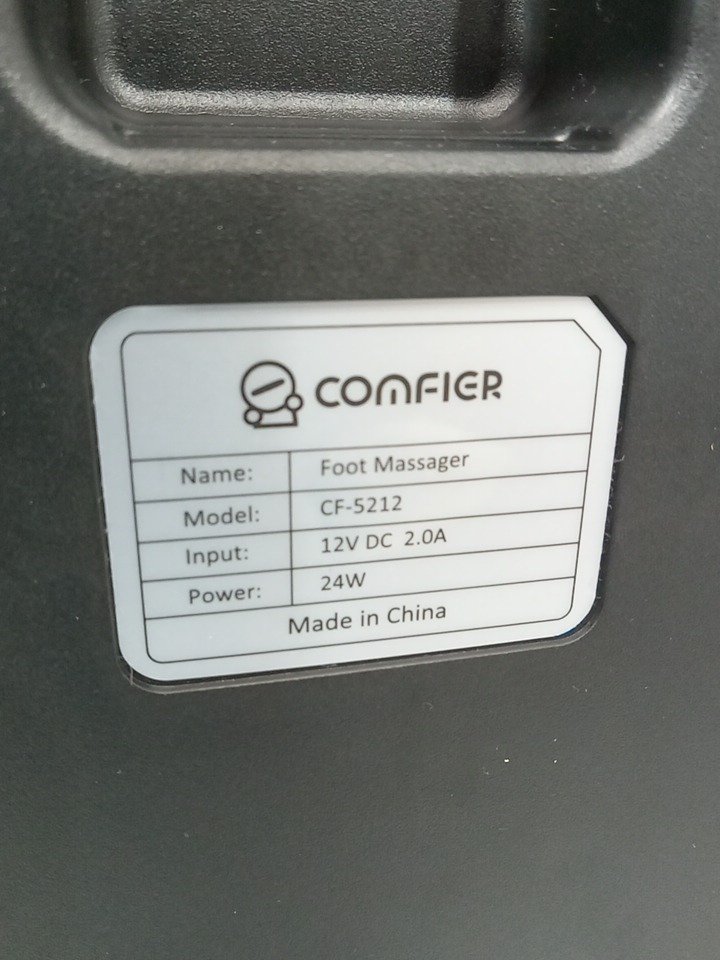 COMFIER
Name: Foot Massager
Model: CF-5212
Input: 12V DC 2.0A
Power: 24W
Made in China